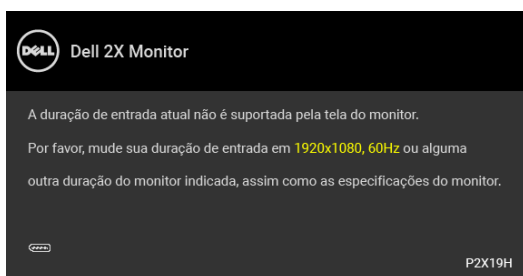 DELL Dell 2X Monitor
A duração de entrada atual não é suportada pela tela do monitor.
Por favor, mude sua duração de entrada em 1920x1080, 60Hz ou alguma
outra duração do monitor indicada, assim como as especificações do monitor.
P2X19H